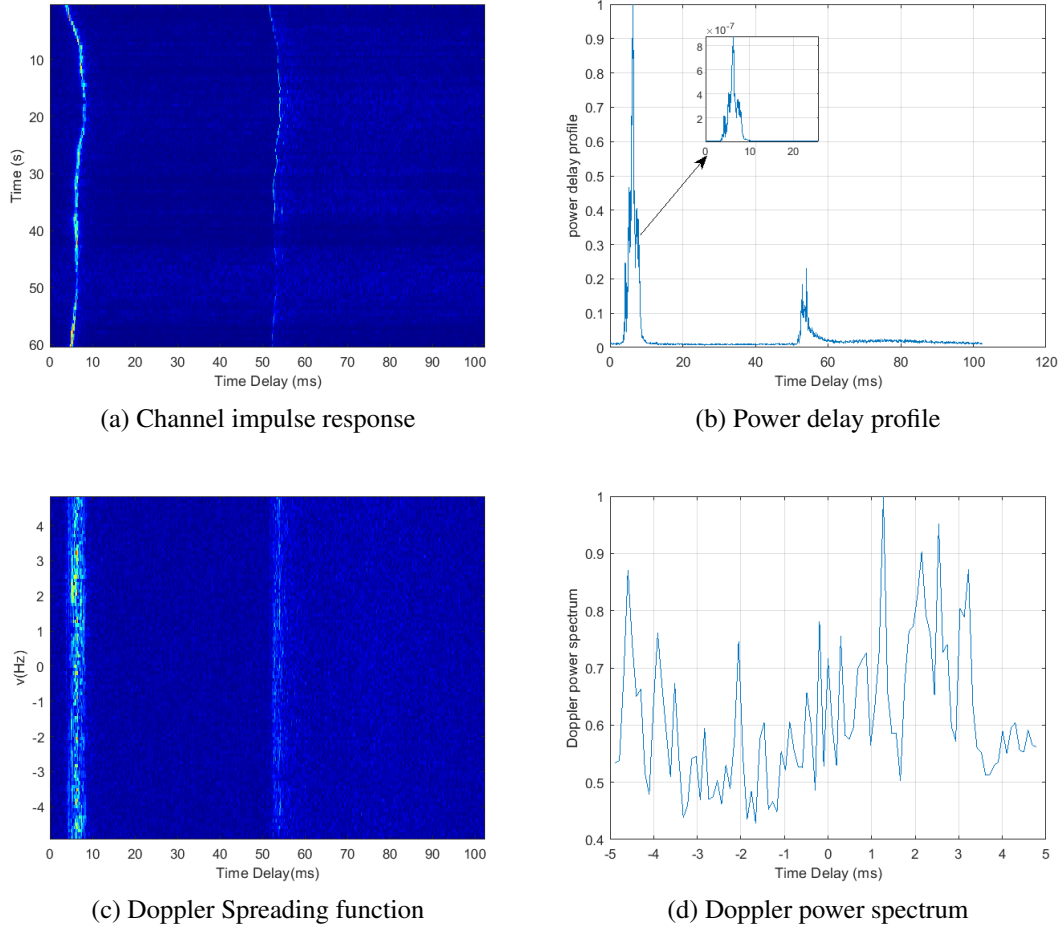 10
20
30
40
50
60
Time (s)
0 10 20 30 40 50 60 70 80 90 100
Time Delay (ms)
(a) Channel impulse response
1
0.9
0.8
0.7
0.6
0.5
0.4
0.3
0.2
0.1
0
power delay profile
×10⁻⁷
8
6
4
2
0 10 20
0 20 40 60 80 100 120
Time Delay (ms)
(b) Power delay profile
4
3
2
1
0
-1
-2
-3
-4
v(Hz)
0 10 20 30 40 50 60 70 80 90 100
Time Delay(ms)
(c) Doppler Spreading function
1
0.9
0.8
0.7
0.6
0.5
0.4
Doppler power spectrum
-5 -4 -3 -2 -1 0 1 2 3 4 5
Time Delay (ms)
(d) Doppler power spectrum